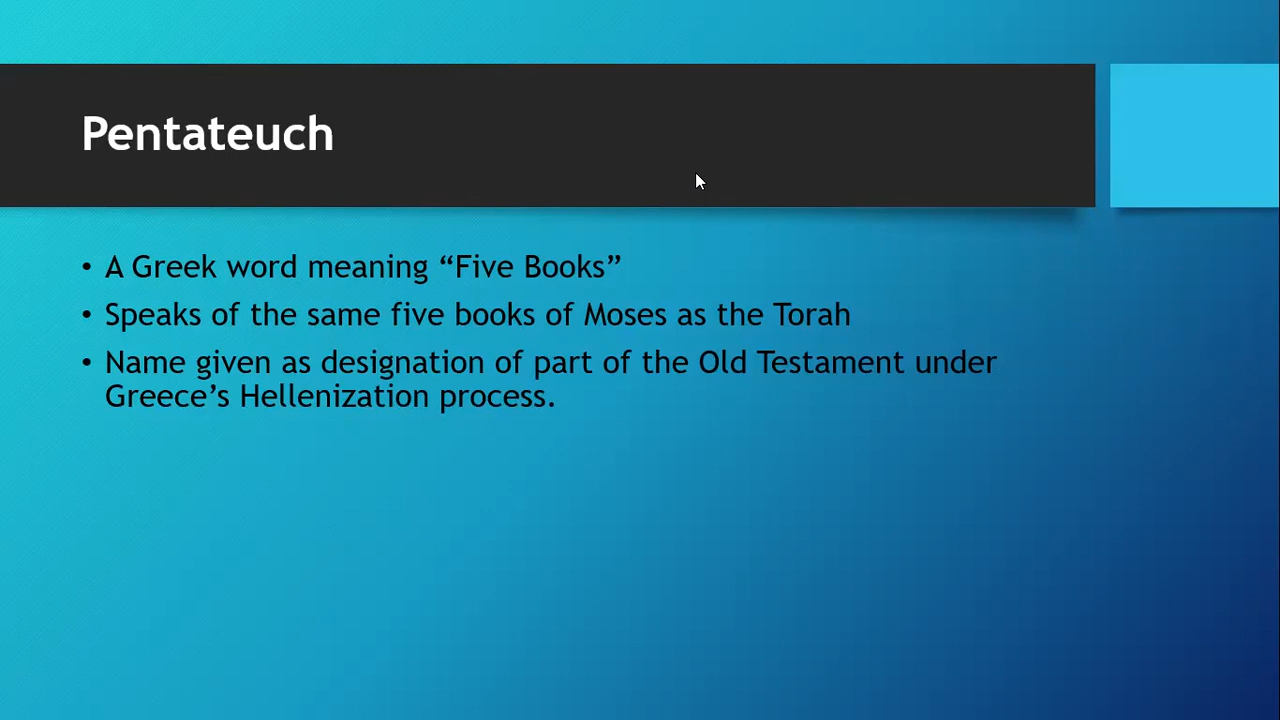 Pentateuch
• A Greek word meaning “Five Books”
• Speaks of the same five books of Moses as the Torah
• Name given as designation of part of the Old Testament under
Greece’s Hellenization process.